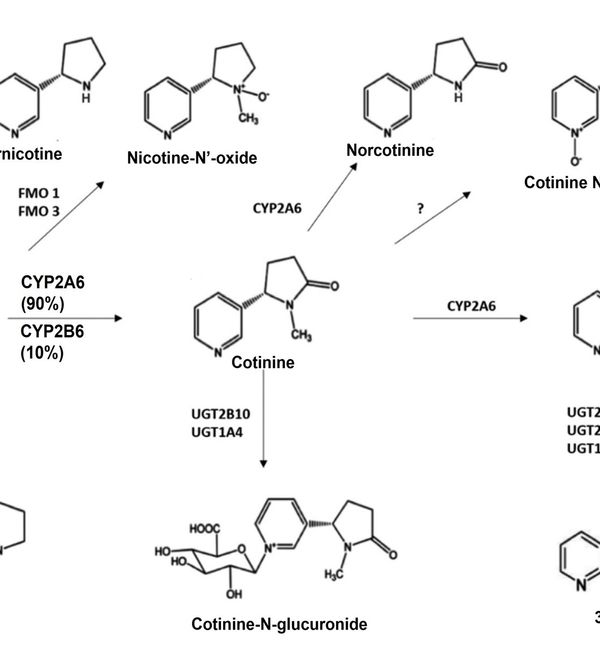 N
H
N
rnicotine
N+
O-
CH3
N
Nicotine-N'-oxide
O
N
H
N
Norcotinine
N+
O-
Cotinine N
FMO 1
FMO 3
CYP2A6
?
CYP2A6
(90%)
CYP2B6
(10%)
O
N
CH3
N
Cotinine
CYP2A6
N
UGT2B10
UGT1A4
UGT2
UGT2
UGT1
N
HOOC
HO
HO
O
OH
N+
N
H3C
O
Cotinine-N-glucuronide
N
3